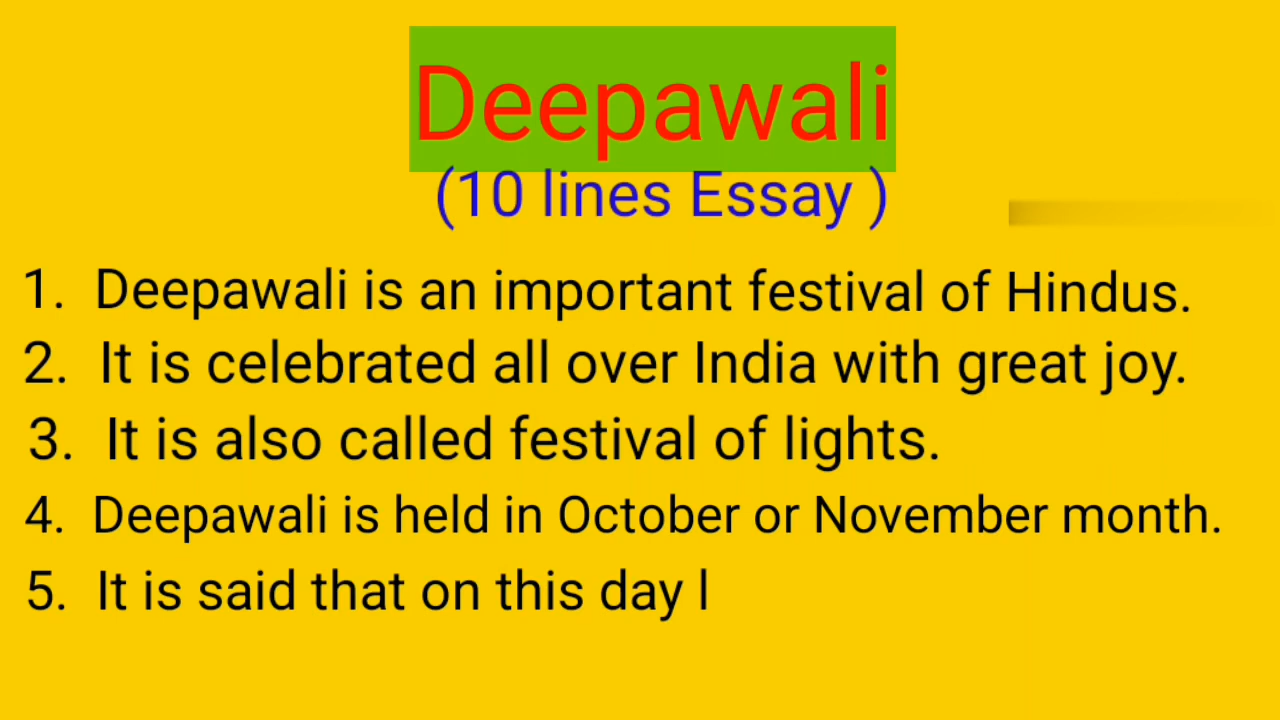 Deepawali
(10 lines Essay )
1. Deepawali is an important festival of Hindus.
2. It is celebrated all over India with great joy.
3. It is also called festival of lights.
4. Deepawali is held in October or November month.
5. It is said that on this day l